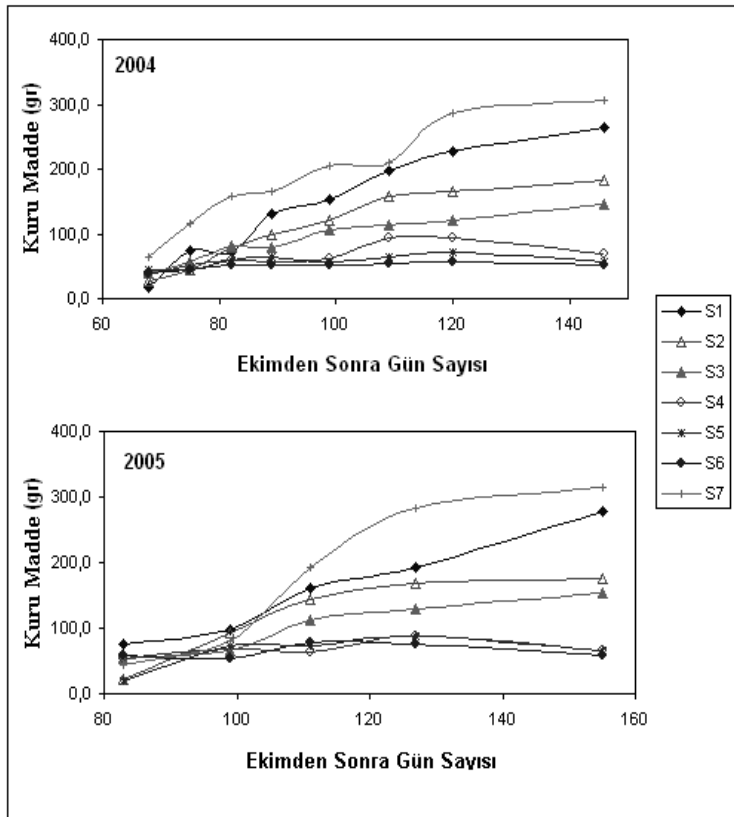 400,0
2004
300,0
200,0
100,0
0,0
Kuru Madde (gr)
60 80 100 120 140
Ekimden Sonra Gün Sayısı
S1
S2
S3
S4
S5
S6
S7
400,0
2005
300,0
200,0
100,0
0,0
Kuru Madde (gr)
80 100 120 140 160
Ekimden Sonra Gün Sayısı